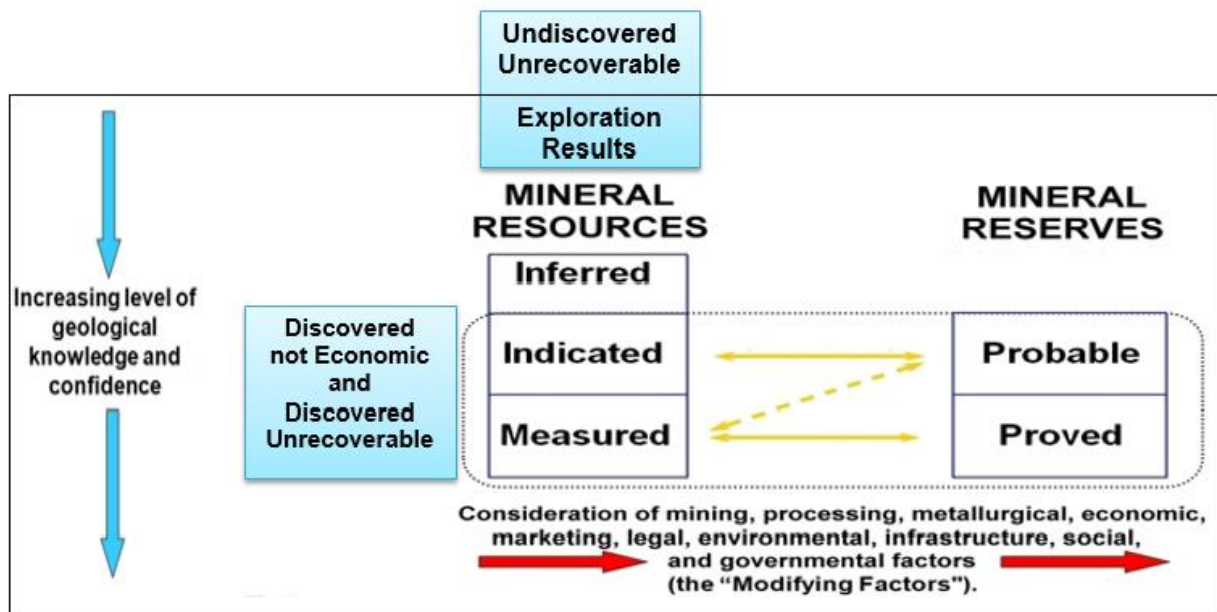 Undiscovered
Unrecoverable
Exploration
Results
MINERAL
RESOURCES
MINERAL
RESERVES
Inferred
Increasing level of
geological
knowledge and
confidence
Discovered
not Economic
and
Discovered
Unrecoverable
Indicated
Probable
Measured
Proved
Consideration of mining, processing, metallurgical, economic,
marketing, legal, environmental, infrastructure, social,
and governmental factors
(the “Modifying Factors").